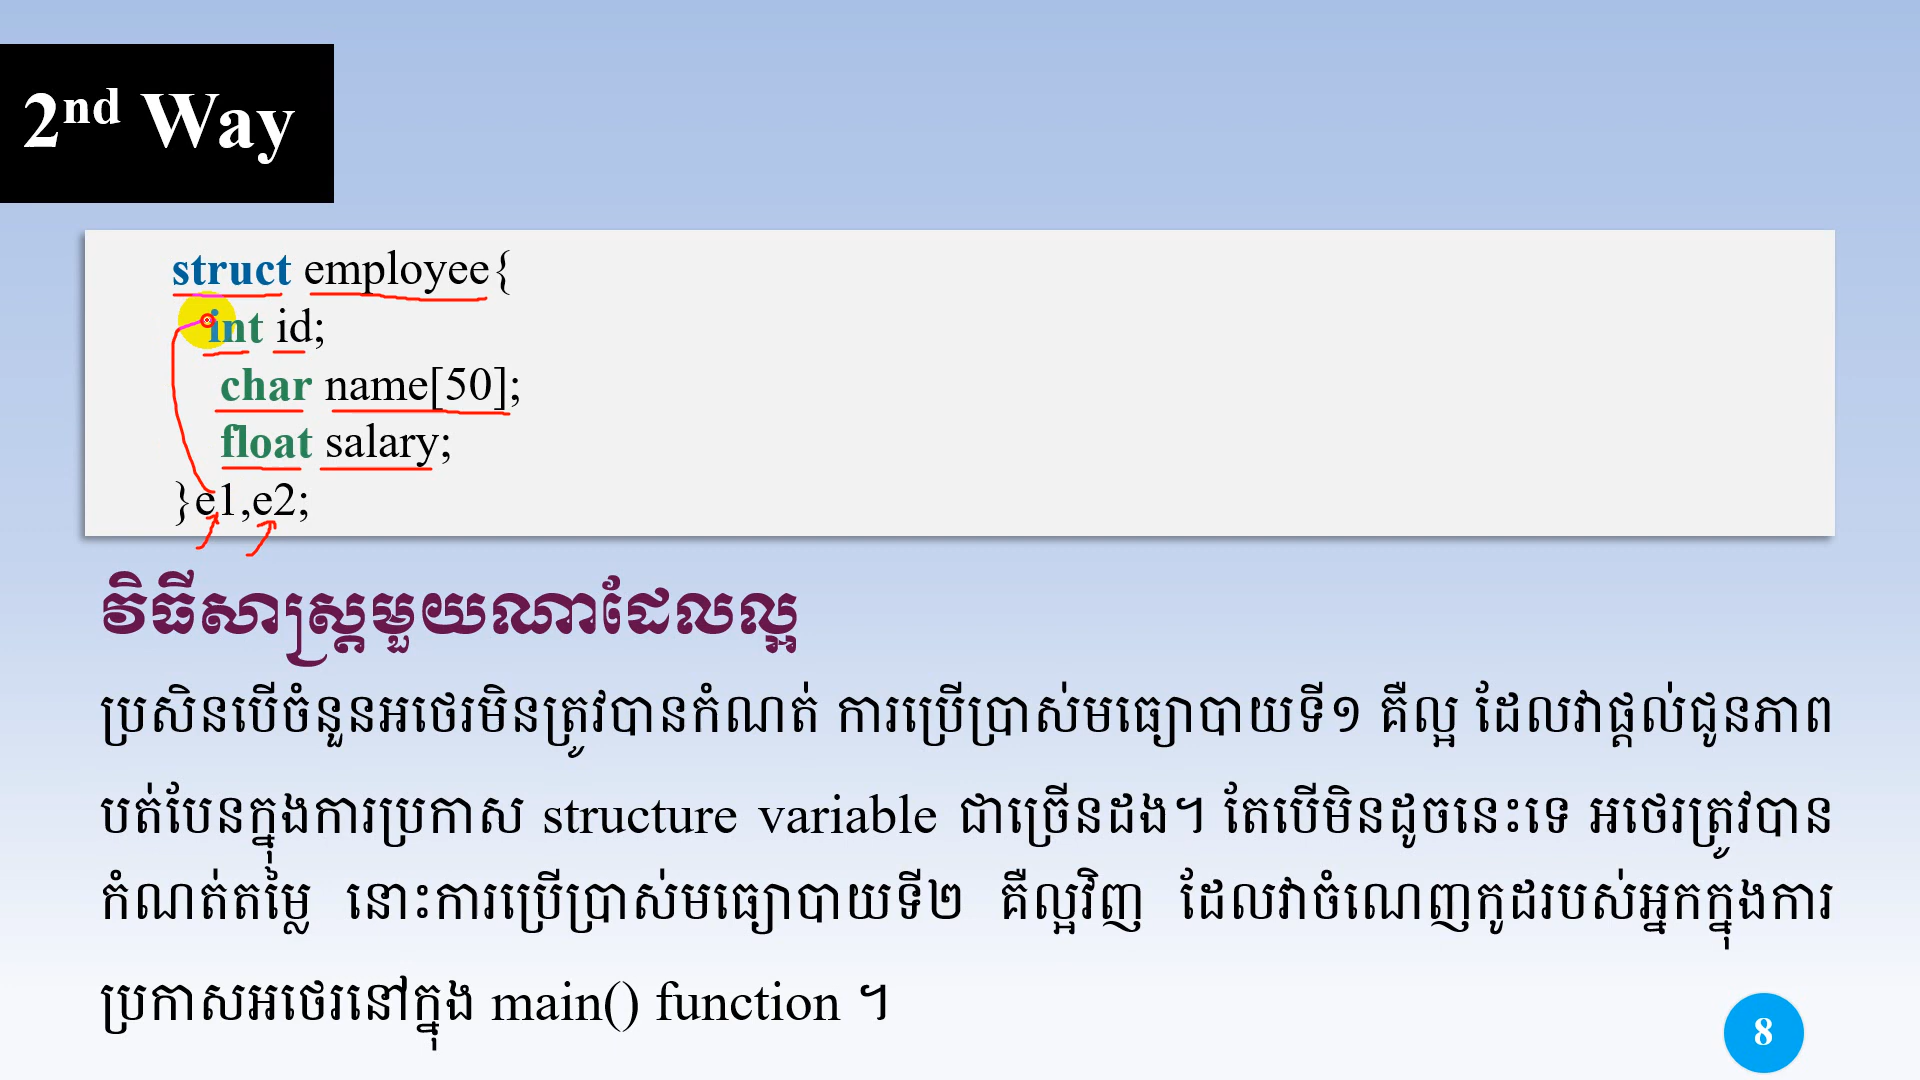 2nd Way
struct employee{
int id;
char name[50];
float salary;
}e1,e2;
វិធីសាស្ត្រមួយណាដែលល្អ
ប្រសិនបើចំនួនអថេរមិនត្រូវបានកំណត់ ការប្រើប្រាស់មធ្យោបាយទី១ គឺល្អ ដែលវាផ្តល់ជូនភាព
បត់បែនក្នុងការប្រកាស structure variable ជាច្រើនដង។ តែបើមិនដូចនេះទេ អថេរត្រូវបាន
កំណត់តម្លៃ នោះការប្រើប្រាស់មធ្យោបាយទី២ គឺល្អវិញ ដែលវាចំណេញកូដរបស់អ្នកក្នុងការ
ប្រកាសអថេរនៅក្នុង main() function ។
8